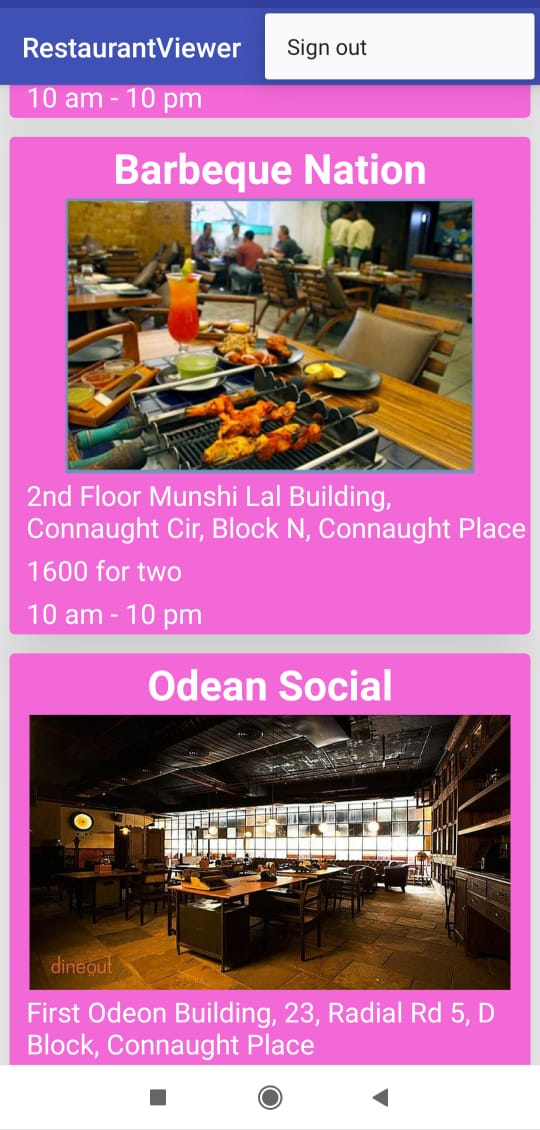 RestaurantViewer
Sign out
10 am - 10 pm
Barbeque Nation
2nd Floor Munshi Lal Building,
Connaught Cir, Block N, Connaught Place
1600 for two
10 am - 10 pm
Odean Social
dineout
First Odeon Building, 23, Radial Rd 5, D
Block, Connaught Place